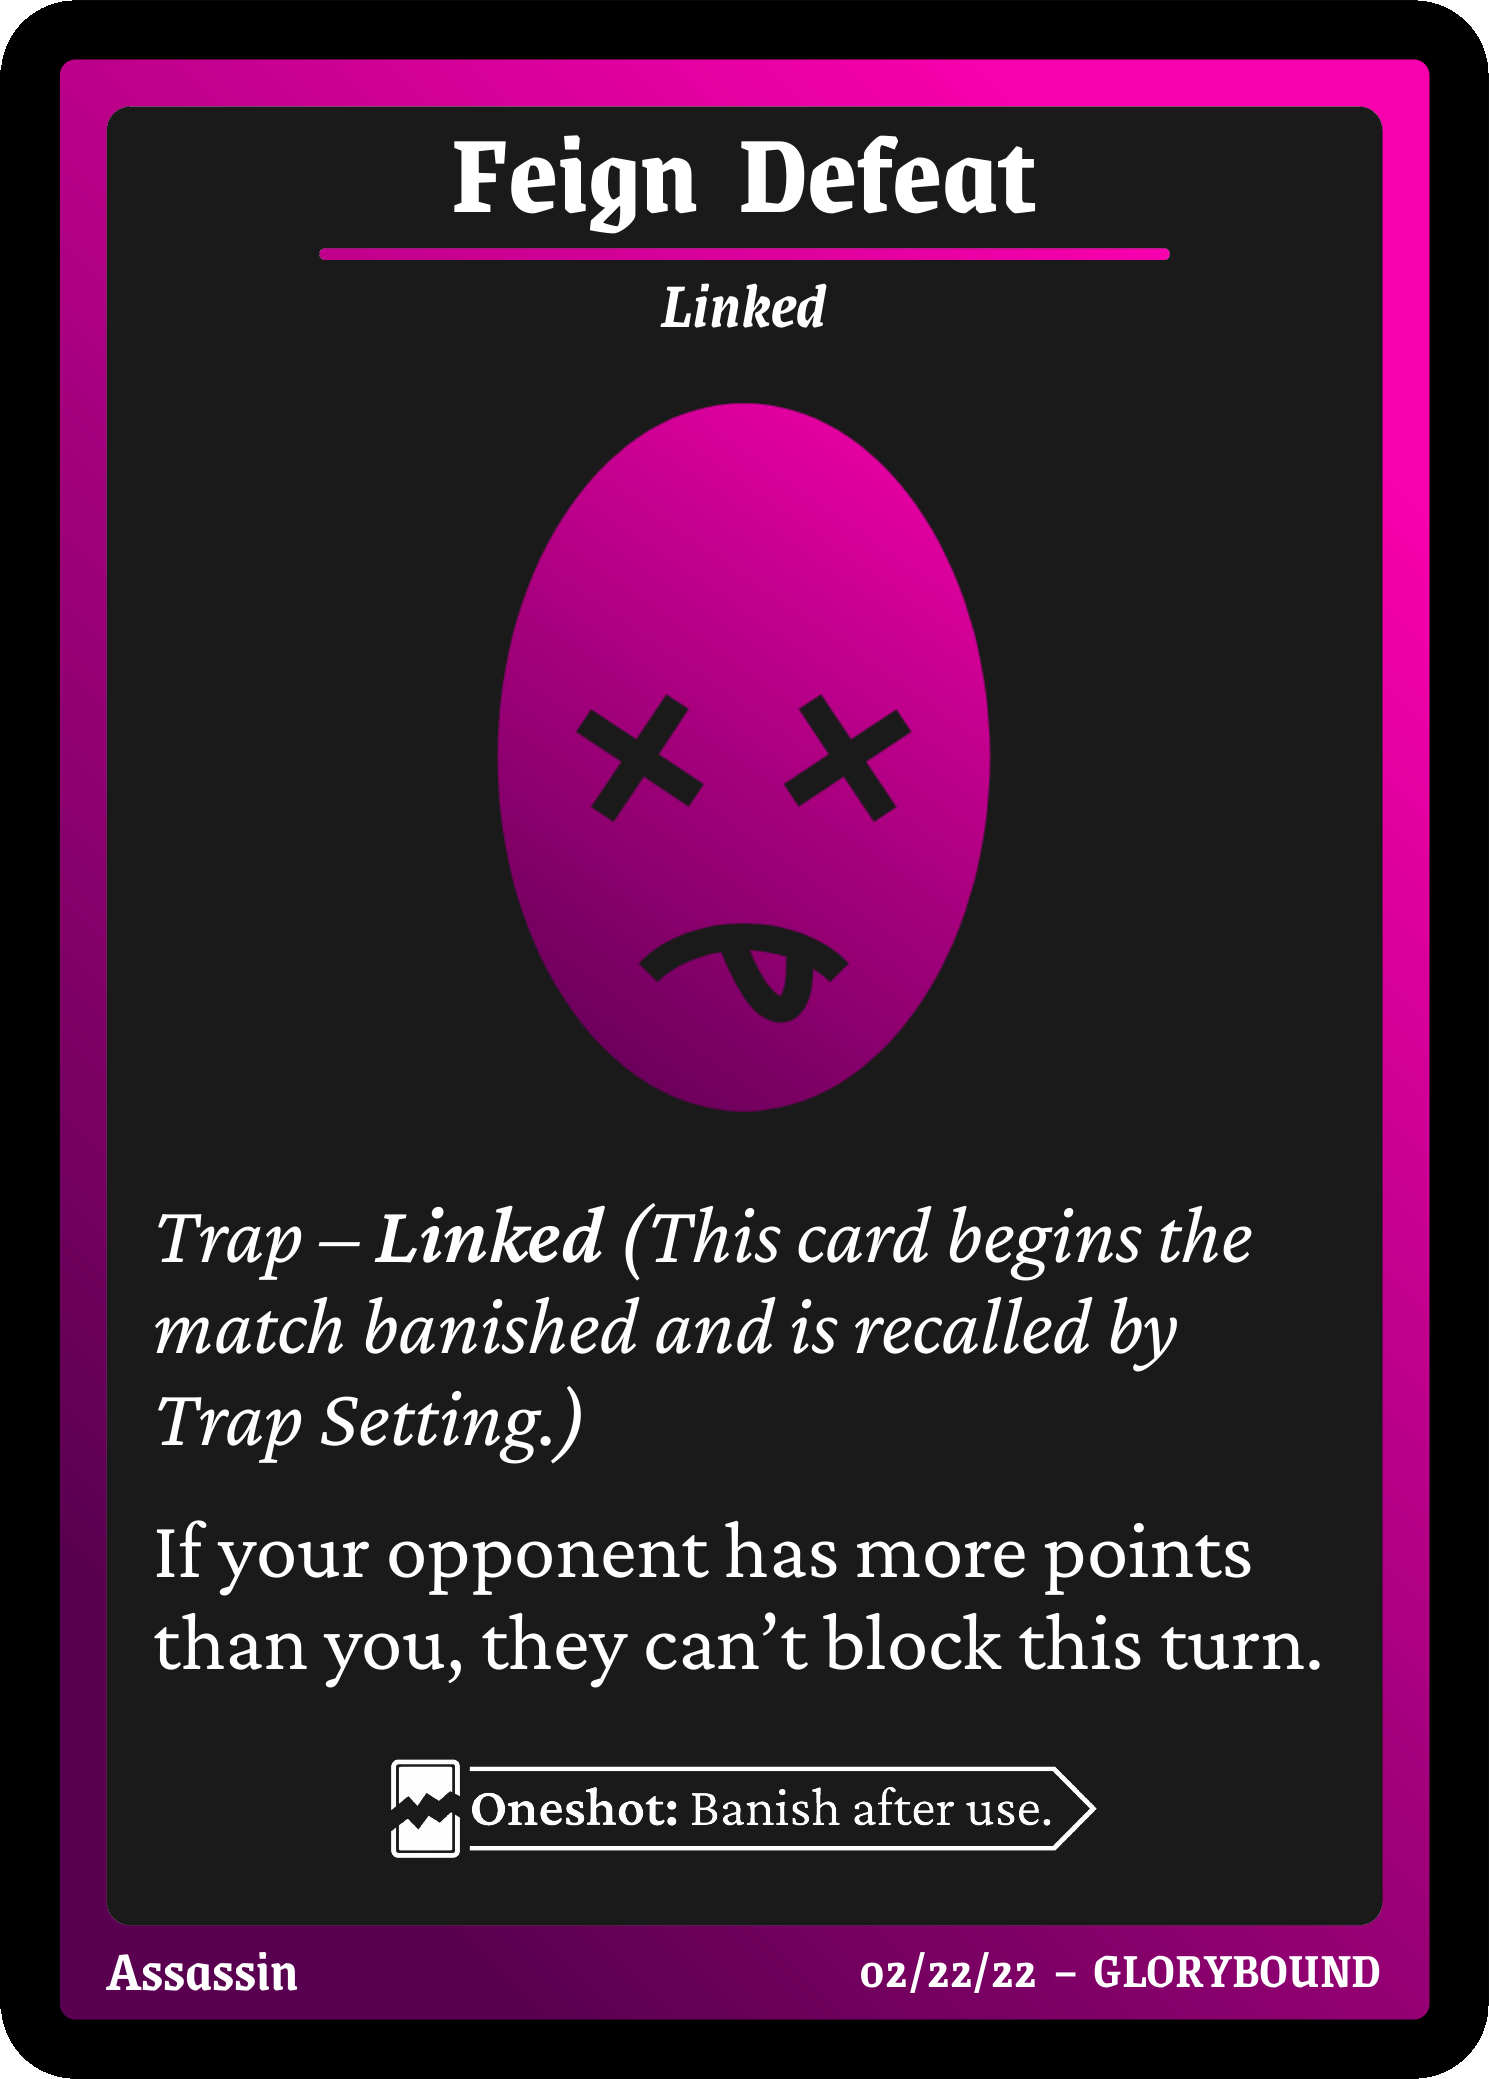 Feign Defeat
Linked
Trap – Linked (This card begins the
match banished and is recalled by
Trap Setting.)
If your opponent has more points
than you, they can’t block this turn.
Oneshot: Banish after use.
Assassin
02/22/22 – GLORYBOUND